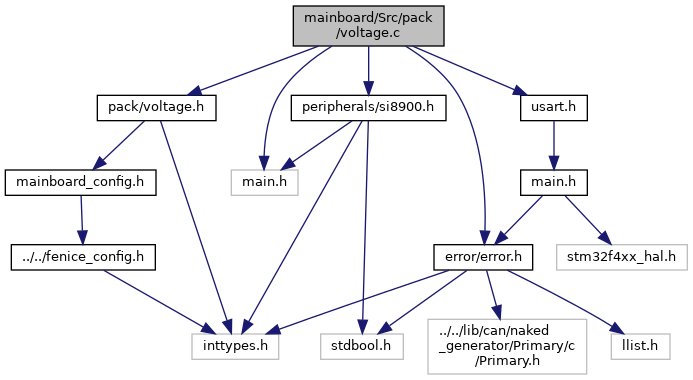 mainboard/Src/pack
/voltage.c
pack/voltage.h
peripherals/si8900.h
usart.h
mainboard_config.h
main.h
main.h
../../fenice_config.h
error/error.h
stm32f4xx_hal.h
inttypes.h
stdbool.h
../../lib/can/naked
_generator/Primary/c
/Primary.h
llist.h